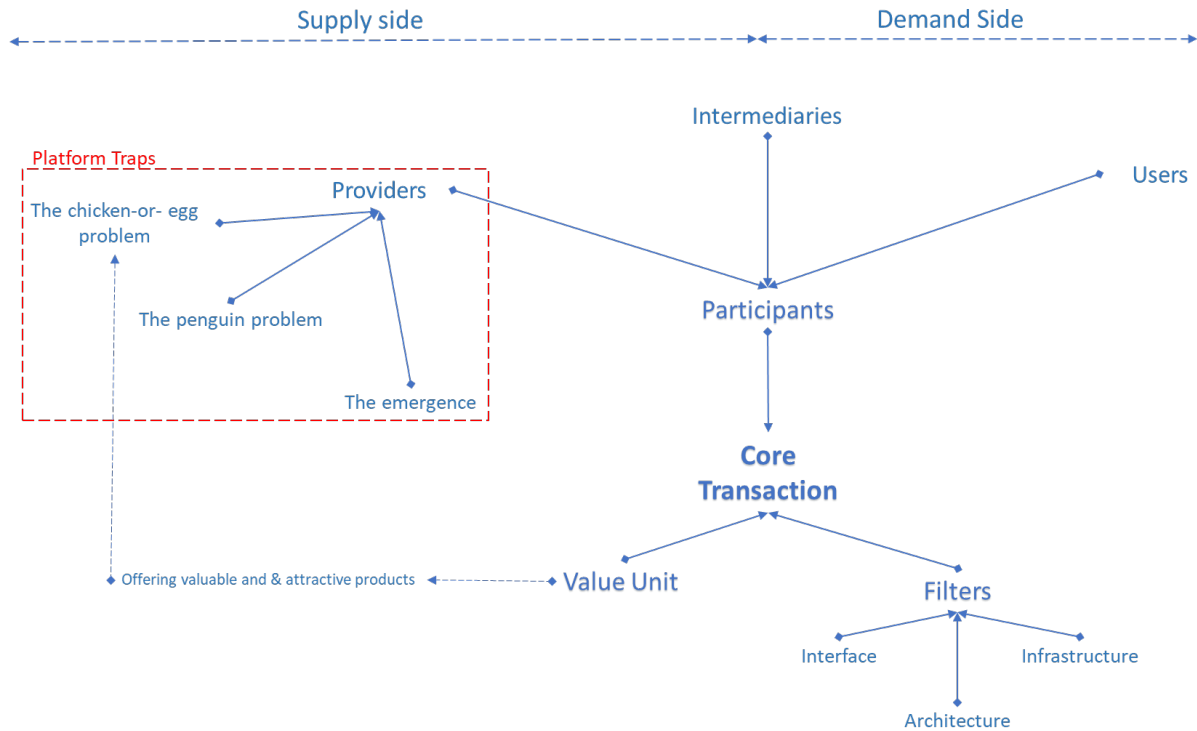 Supply side
Demand Side
Intermediaries
Platform Traps
Users
Providers
The chicken-or- egg
problem
Participants
The penguin problem
The emergence
Core
Transaction
Offering valuable and & attractive products
Value Unit
Filters
Interface
Infrastructure
Architecture